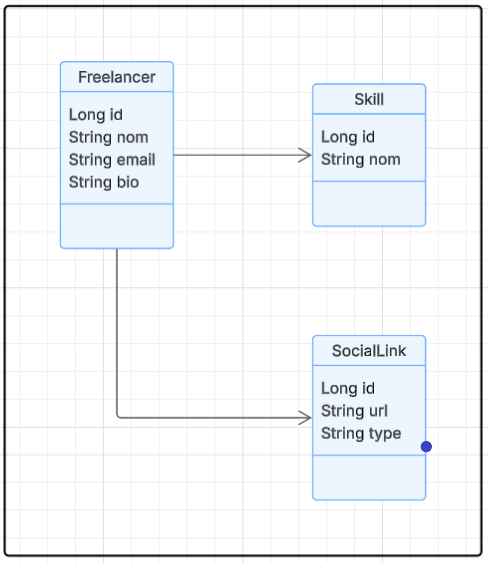 Freelancer
Long id
String nom
String email
String bio
Skill
Long id
String nom
SocialLink
Long id
String url
String type